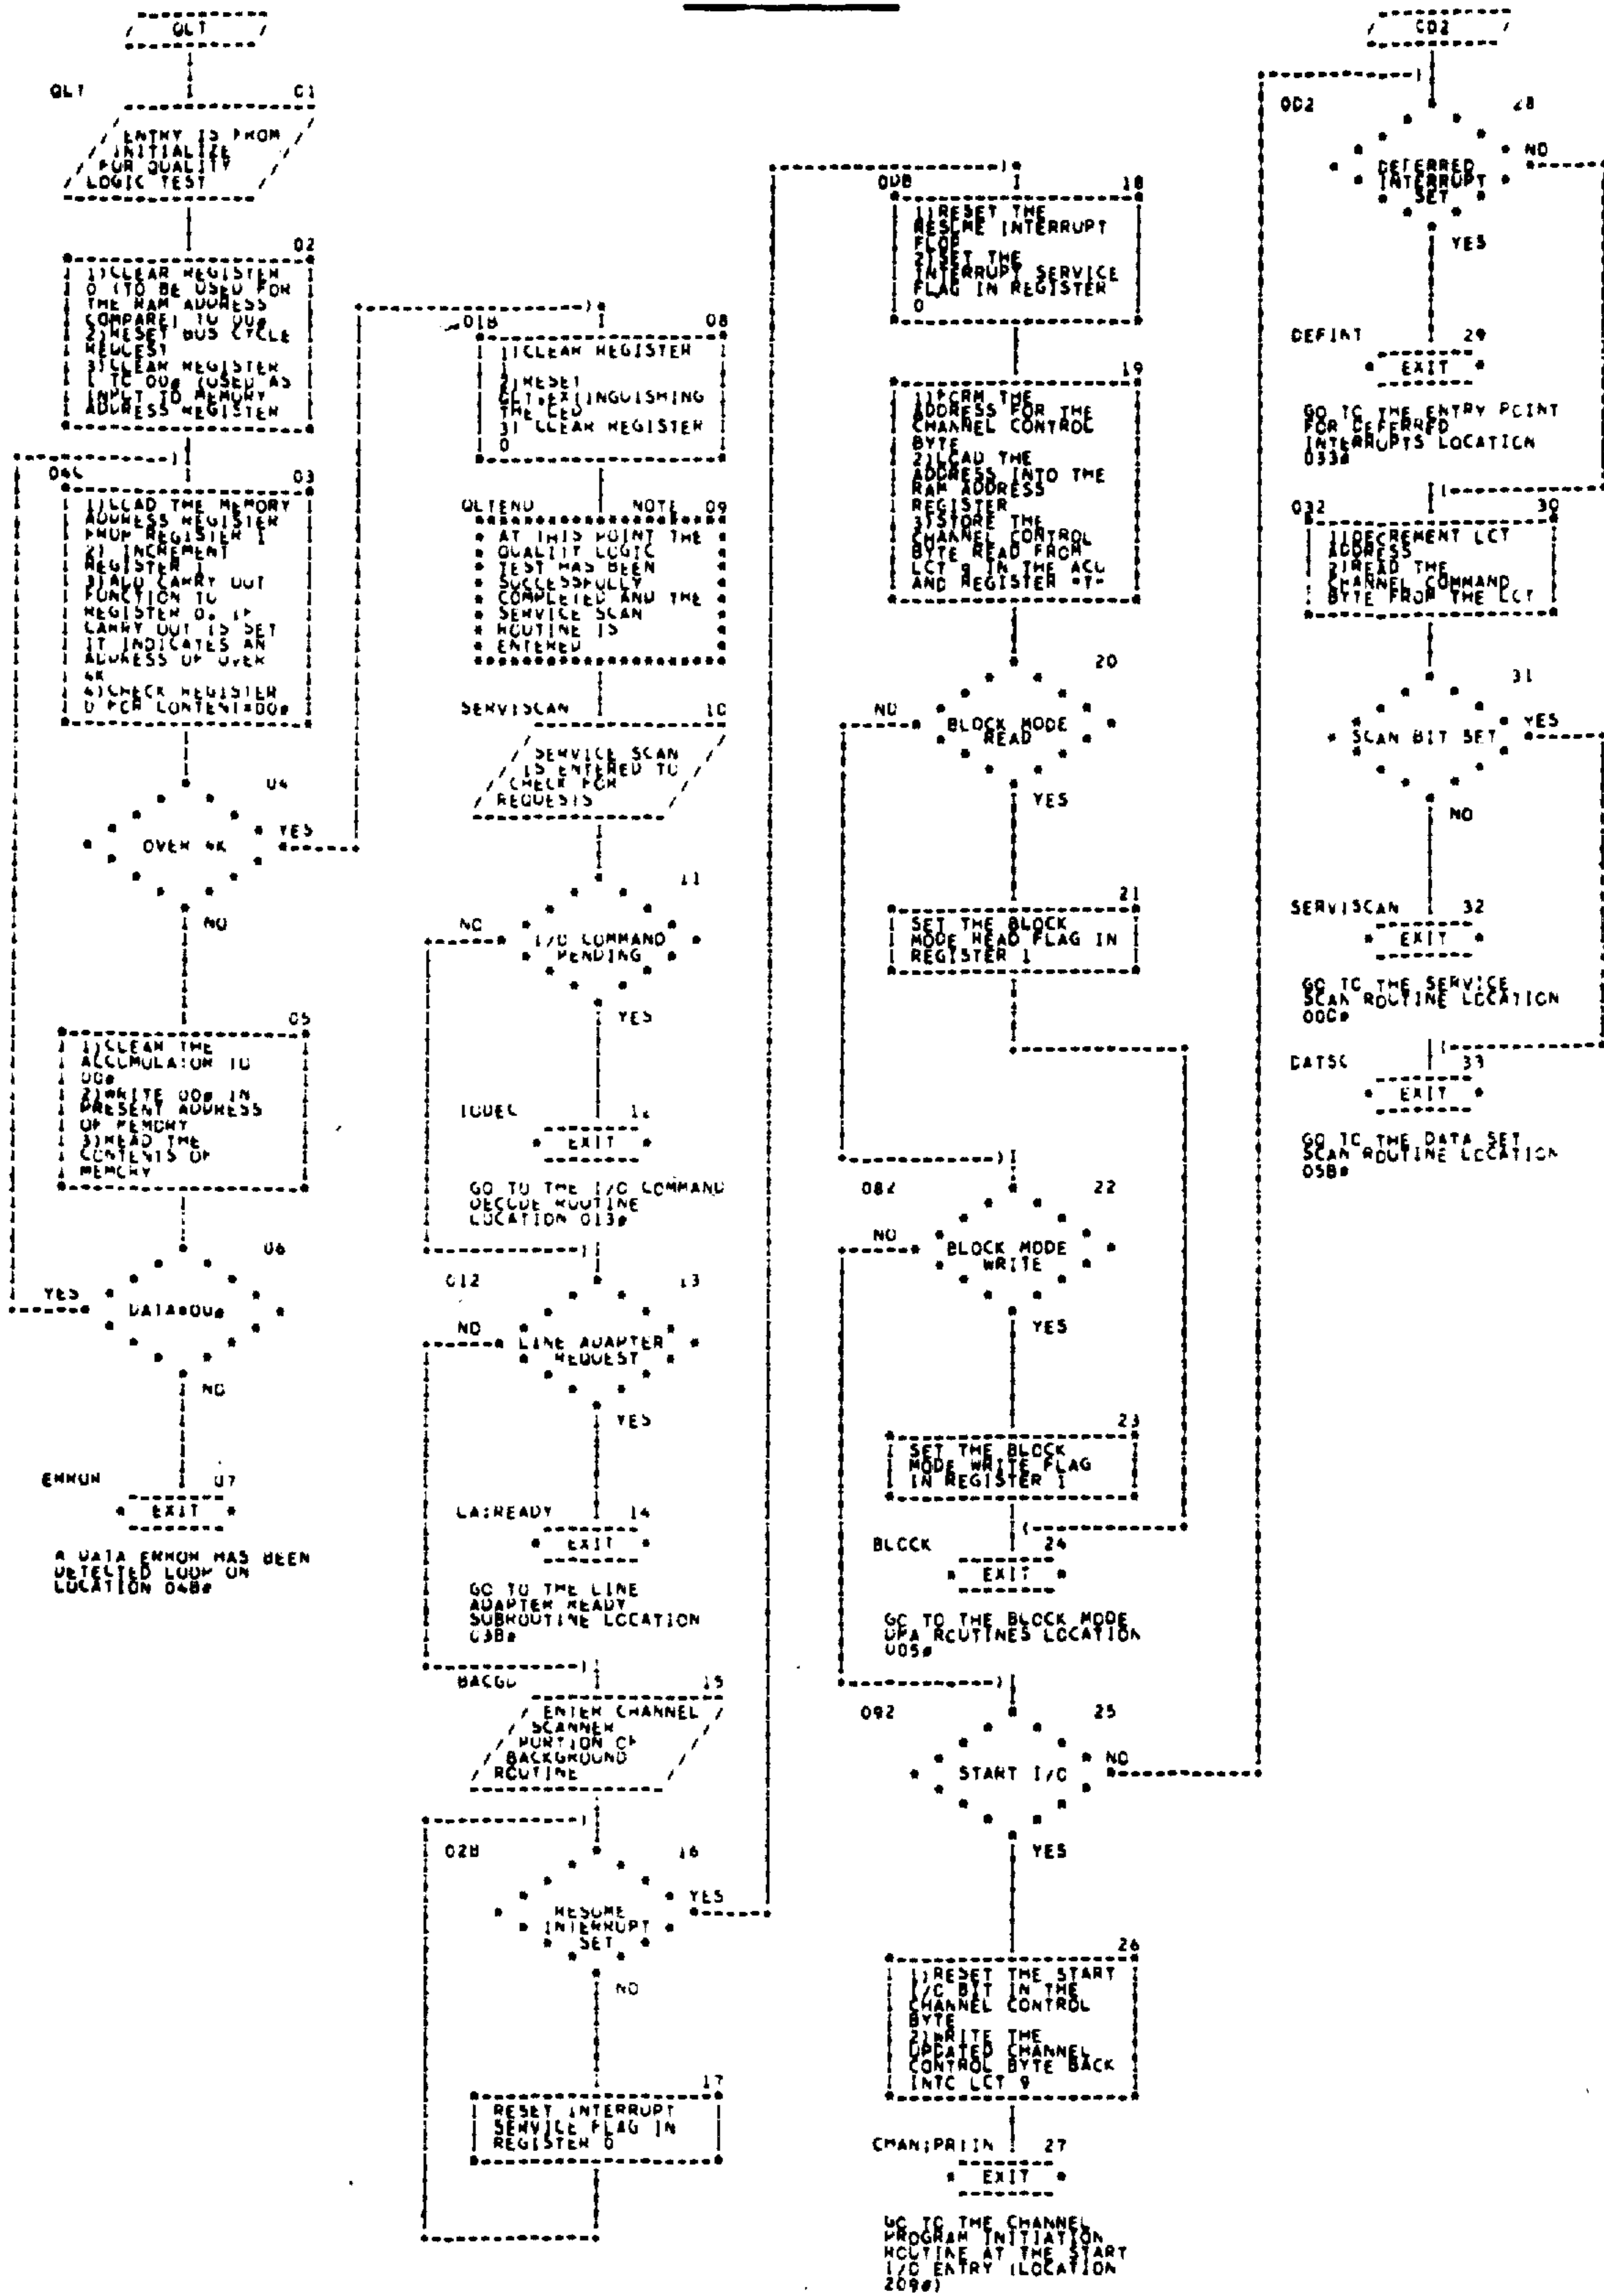 QLT
QLT 01
ENTRY IS FROM
INITIALIZE
FOR QUALITY
LOGIC TEST
02
1)CLEAR REGISTER
0 (TO BE USED FOR
THE RAM ADDRESS
COMPARE) TO 00#
2)RESET BUS CYCLE
REQUEST
3)CLEAR REGISTER
1 TO 00# (USED AS
INPUT TO MEMORY
ADDRESS REGISTER
03
1)LOAD THE MEMORY
ADDRESS REGISTER
FROM REGISTER 1
2) INCREMENT
REGISTER 1
3)ADD CARRY OUT
FUNCTION TO
REGISTER 0. IF
CARRY OUT IS SET
IT INDICATES AN
ADDRESS OF OVER
4K
4)CHECK REGISTER
0 FOR CONTENT=00#
04
OVER 4K
YES
NO
05
1)CLEAR THE
ACCUMULATOR TO
00#
2)WRITE 00# IN
PRESENT ADDRESS
OF MEMORY
3)READ THE
CONTENTS OF
MEMORY
06
YES
DATA=00#
NO
ERROR 07
EXIT
A DATA ERROR HAS BEEN
DETECTED LOOP ON
LOCATION 04B#
01B 08
1)CLEAR REGISTER
1
2)RESET
QLT,EXTINGUISHING
THE LED
3) CLEAR REGISTER
0
QLTEND NOTE 09
AT THIS POINT THE
QUALITY LOGIC
TEST HAS BEEN
SUCCESSFULLY
COMPLETED AND THE
SERVICE SCAN
ROUTINE IS
ENTERED
SERVISCAN 10
SERVICE SCAN
IS ENTERED TO
CHECK FOR
REQUESTS
11
NO
I/O COMMAND
PENDING
YES
IODEC 12
EXIT
GO TO THE I/O COMMAND
DECODE ROUTINE
LOCATION 013#
012 13
NO
LINE ADAPTER
REQUEST
YES
LA:READY 14
EXIT
GO TO THE LINE
ADAPTER READY
SUBROUTINE LOCATION
03B#
BACGD 15
ENTER CHANNEL
SCANNER
PORTION OF
BACKGROUND
ROUTINE
02B 16
RESUME
INTERRUPT
SET
YES
NO
17
RESET INTERRUPT
SERVICE FLAG IN
REGISTER 0
0DB 18
1)RESET THE
RESUME INTERRUPT
FLOP
2)SET THE
INTERRUPT SERVICE
FLAG IN REGISTER
0
19
1)FORM THE
ADDRESS FOR THE
CHANNEL CONTROL
BYTE
2)LOAD THE
ADDRESS INTO THE
RAM ADDRESS
REGISTER
3)STORE THE
CHANNEL CONTROL
BYTE READ FROM
LCT 9 IN THE ACU
AND REGISTER "T"
20
NO
BLOCK MODE
READ
YES
21
SET THE BLOCK
MODE READ FLAG IN
REGISTER 1
082 22
NO
BLOCK MODE
WRITE
YES
23
SET THE BLOCK
MODE WRITE FLAG
IN REGISTER 1
BLOCK 24
EXIT
GO TO THE BLOCK MODE
ROUTINES LOCATION
092 25
START I/O
NO
YES
26
1)RESET THE START
I/O BIT IN THE
CHANNEL CONTROL
BYTE
2)WRITE THE
UPDATED CHANNEL
CONTROL BYTE BACK
INTO LCT 9
27
EXIT
GO TO THE CHANNEL
PROGRAM INITIATION
ROUTINE AT THE START
I/O ENTRY (LOCATION
209#)
28
DEFERRED
INTERRUPT
SET
NO
YES
DEFINT 29
EXIT
GO TO THE ENTRY POINT
FOR DEFERRED
INTERRUPTS LOCATION
033#
032 30
1)DECREMENT LCT
ADDRESS
2)READ THE
CHANNEL COMMAND
BYTE FROM THE LCT
31
SCAN BIT SET
YES
NO
SERVISCAN 32
EXIT
GO TO THE SERVICE
SCAN ROUTINE LOCATION
00C#
DATSC 33
EXIT
GO TO THE DATA SET
SCAN ROUTINE LOCATION
05B#